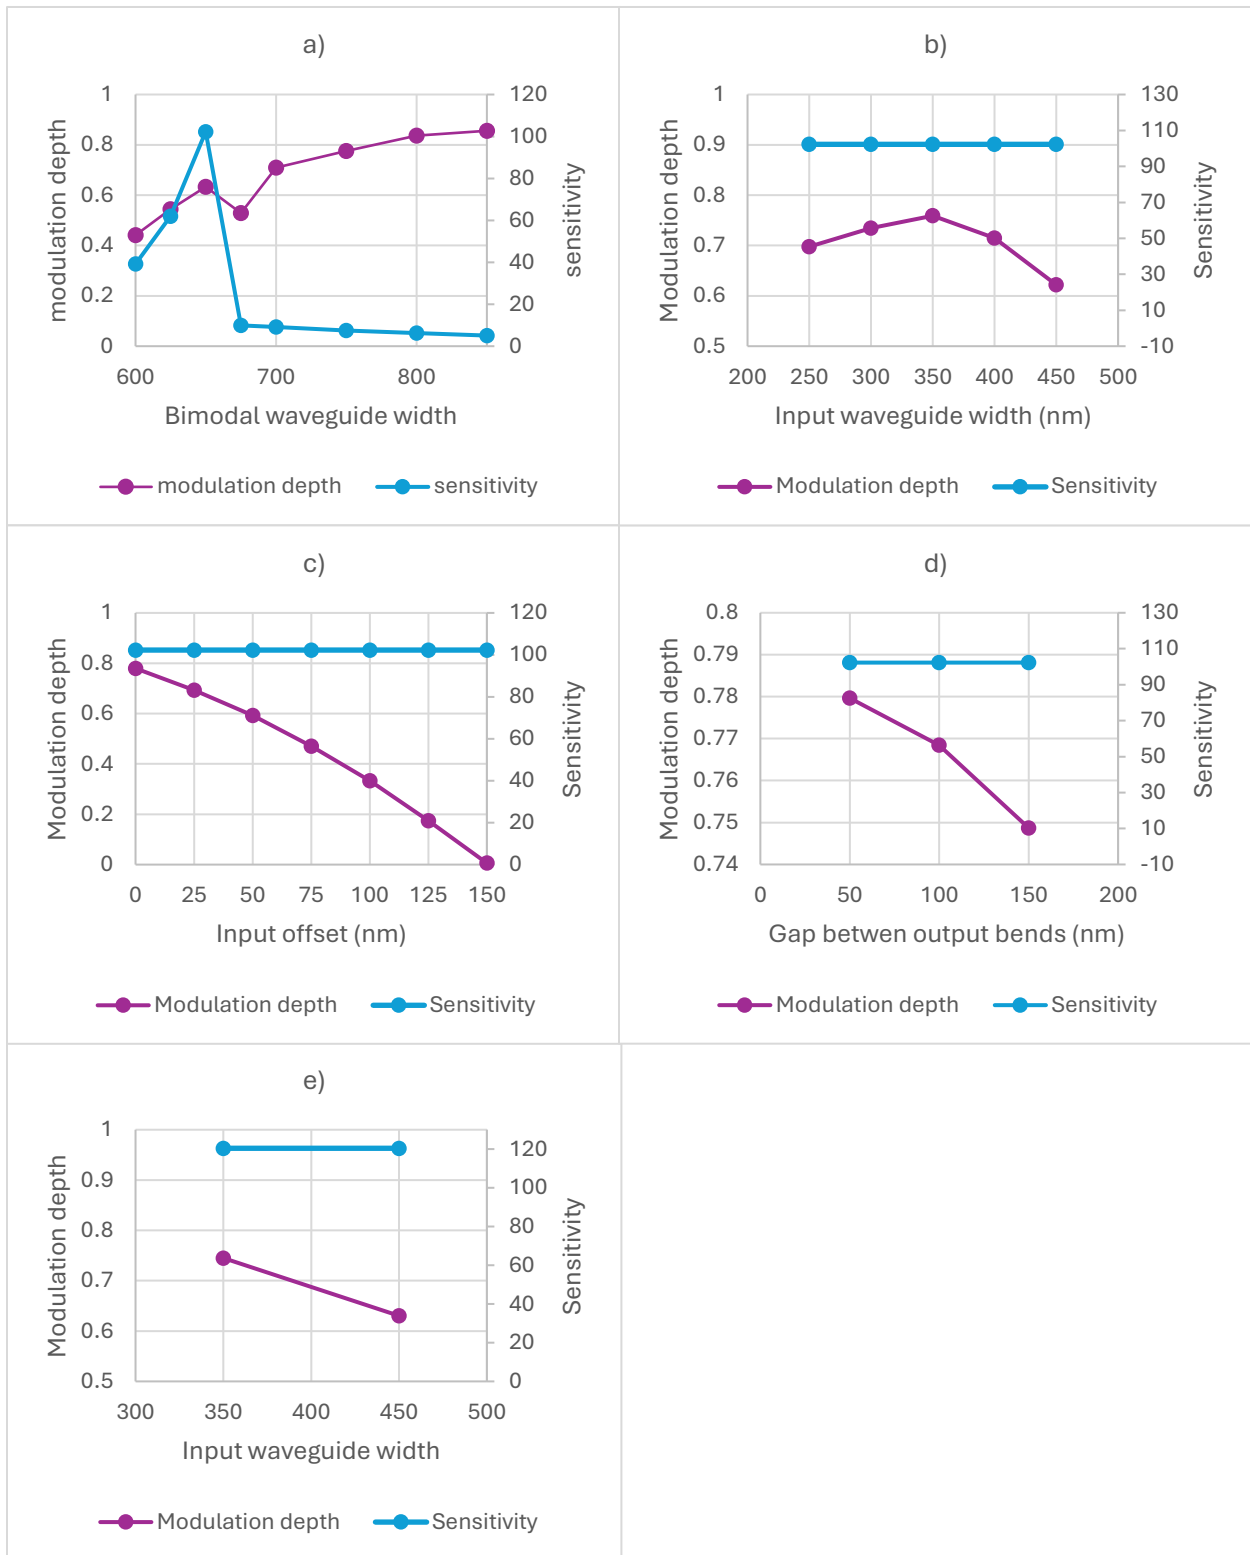 a)
1
0.8
0.6
0.4
0.2
0
modulation depth
120
100
80
60
40
20
0
sensitivity
600 700 800
Bimodal waveguide width
modulation depth sensitivity
b)
1
0.9
0.8
0.7
0.6
0.5
Modulation depth
130
110
90
70
50
30
10
-10
Sensitivity
200 250 300 350 400 450 500
Input waveguide width (nm)
Modulation depth Sensitivity
c)
1
0.8
0.6
0.4
0.2
0
Modulation depth
120
100
80
60
40
20
0
Sensitivity
0 25 50 75 100 125 150
Input offset (nm)
Modulation depth Sensitivity
d)
0.8
0.79
0.78
0.77
0.76
0.75
0.74
Modulation depth
130
110
90
70
50
30
10
-10
Sensitivity
0 50 100 150 200
Gap betwen output bends (nm)
Modulation depth Sensitivity
e)
1
0.9
0.8
0.7
0.6
0.5
Modulation depth
120
100
80
60
40
20
0
Sensitivity
300 350 400 450 500
Input waveguide width
Modulation depth Sensitivity